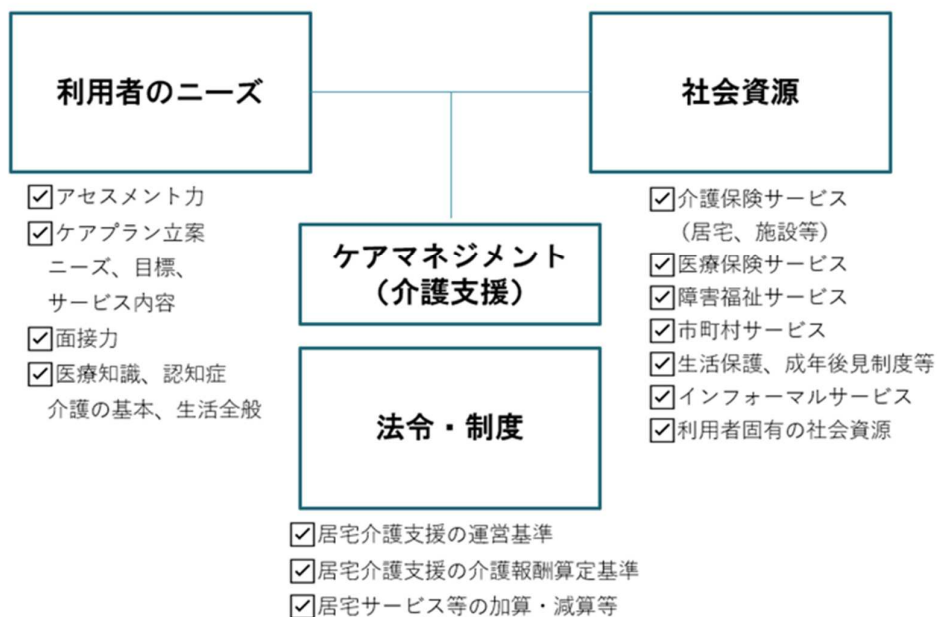 利用者のニーズ
☑アセスメント力
☑ケアプラン立案
ニーズ、目標、
サービス内容
☑面接力
☑医療知識、認知症
介護の基本、生活全般
社会資源
☑介護保険サービス
（居宅、施設等）
☑医療保険サービス
☑障害福祉サービス
☑市町村サービス
☑生活保護、成年後見制度等
☑インフォーマルサービス
☑利用者固有の社会資源
ケアマネジメント
（介護支援）
法令・制度
☑居宅介護支援の運営基準
☑居宅介護支援の介護報酬算定基準
☑居宅サービス等の加算・減算等